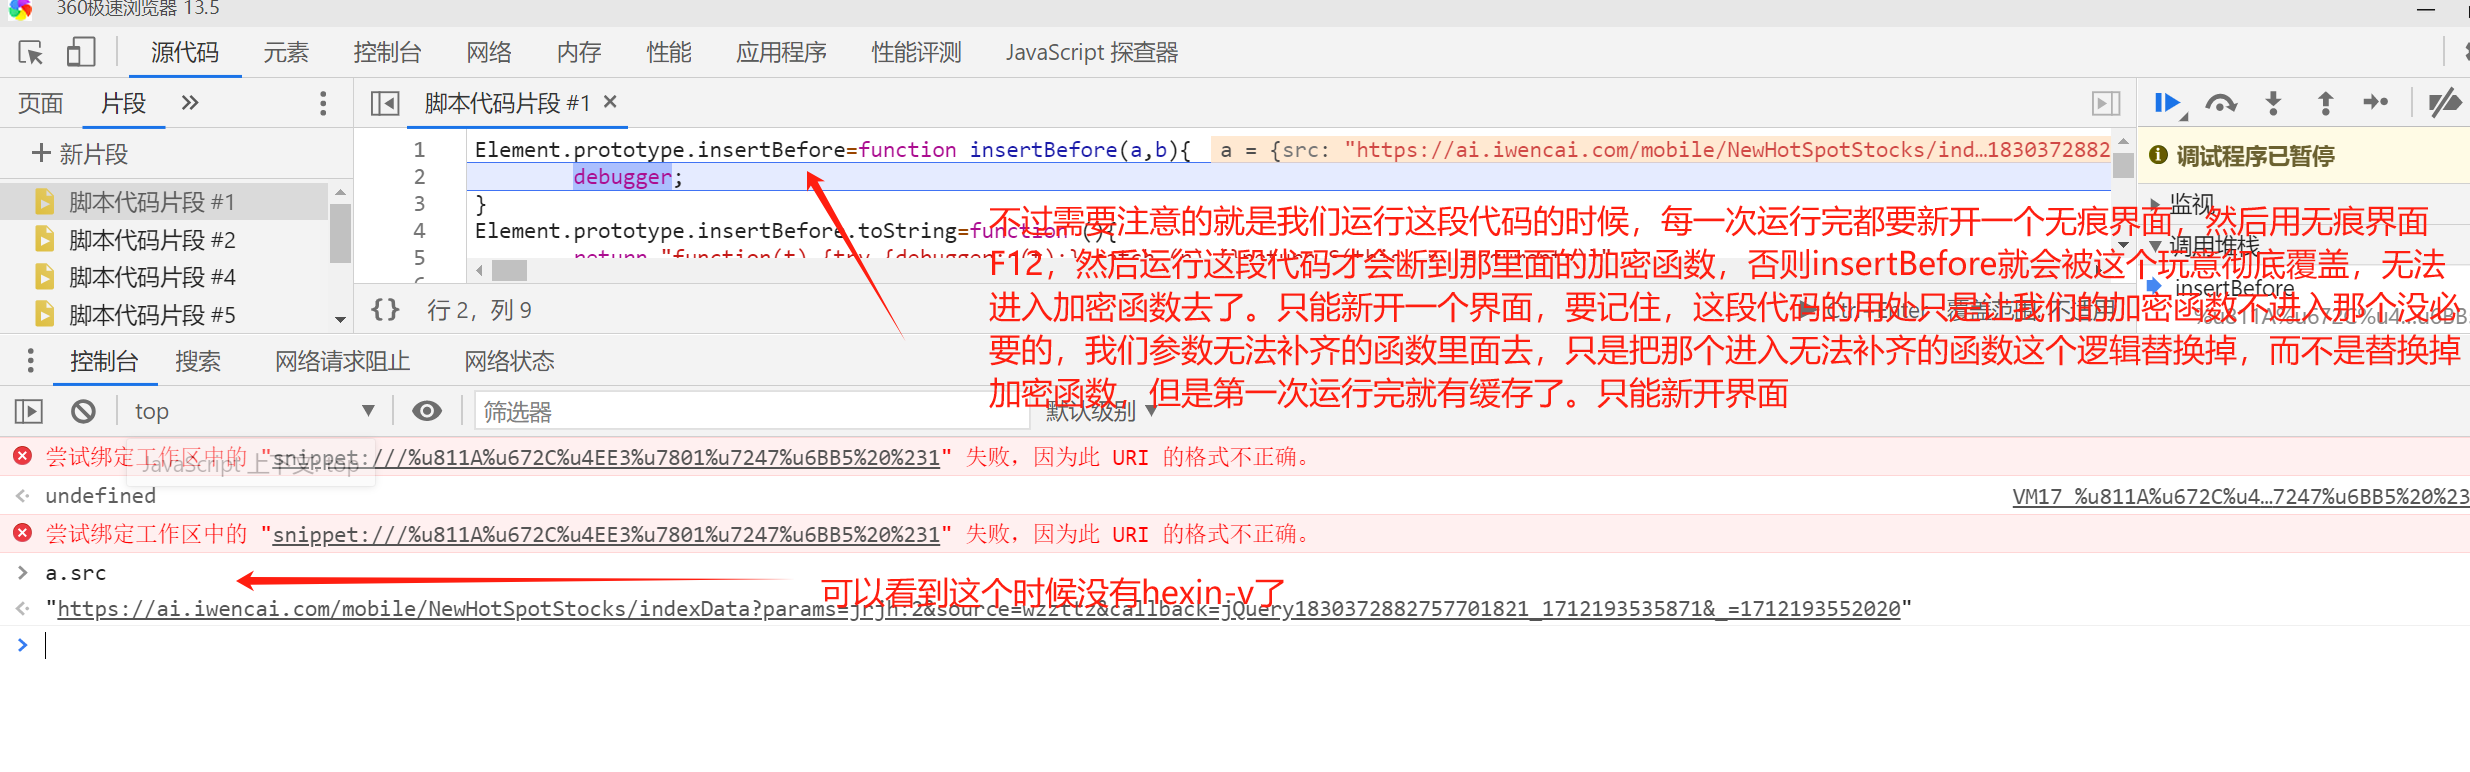 360极速浏览器 13.5
源代码 元素 控制台 网络 内存 性能 应用程序 性能评测 JavaScript 探查器
页面 片段 脚本代码片段 #1 ×
新片段
脚本代码片段 #1
脚本代码片段 #2
脚本代码片段 #4
脚本代码片段 #5
1 Element.prototype.insertBefore=function insertBefore(a,b){ a = {src: "https://ai.iwencai.com/mobile/NewHotSpotStocks/ind…1830372882
2 debugger;
3 }
4 Element.prototype.insertBefore.toString=function (){
5
{} 行 2，列 9
调试程序已暂停
监视
调用堆栈
insertBefore
不过需要注意的就是我们运行这段代码的时候，每一次运行完都要新开一个无痕界面，然后用无痕界面
F12，然后运行这段代码才会断到那里面的加密函数，否则insertBefore就会被这个玩意彻底覆盖，无法
进入加密函数去了。只能新开一个界面，要记住，这段代码的用处只是让我们的加密函数不进入那个没必
要的，我们参数无法补齐的函数里面去，只是把那个进入无法补齐的函数这个逻辑替换掉，而不是替换掉
加密函数，但是第一次运行完就有缓存了。只能新开界面
控制台 搜索 网络请求阻止 网络状态
top 筛选器 默认级别
尝试绑定工作区中的 "snippet:///%u811A%u672C%u4EE3%u7801%u7247%u6BB5%20%231" 失败，因为此 URI 的格式不正确。
JavaScript 上下文: top
undefined VM17 %u811A%u672C%u4…7247%u6BB5%20%23
尝试绑定工作区中的 "snippet:///%u811A%u672C%u4EE3%u7801%u7247%u6BB5%20%231" 失败，因为此 URI 的格式不正确。
a.src
可以看到这个时候没有hexin-v了
"https://ai.iwencai.com/mobile/NewHotSpotStocks/indexData?params=jrjh:2&source=wzzttz&callback=jQuery1830372882757701821_1712193535871&_=1712193552020"